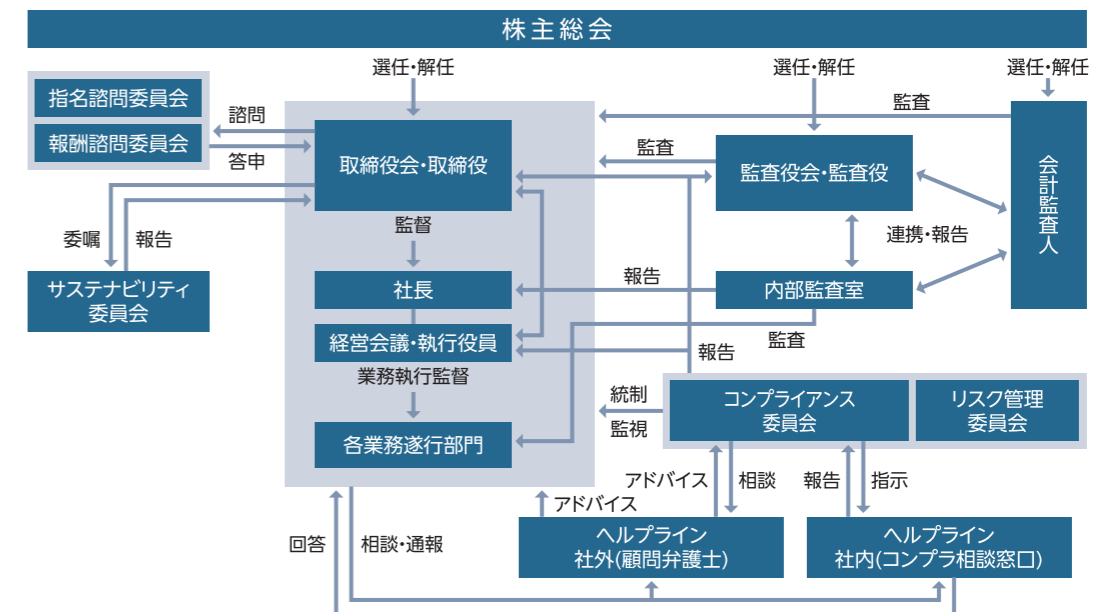 株主総会
選任・解任
選任・解任
選任・解任
指名諮問委員会
報酬諮問委員会
諮問
答申
取締役会・取締役
監査
監査
監査役会・監査役
会計監査人
委嘱
報告
監督
連携・報告
サステナビリティ
委員会
社長
報告
内部監査室
経営会議・執行役員
監査
報告
業務執行監督
統制
監視
コンプライアンス
委員会
リスク管理
委員会
各業務遂行部門
アドバイス
相談
報告
指示
アドバイス
回答
相談・通報
ヘルプライン
社外(顧問弁護士)
ヘルプライン
社内(コンプラ相談窓口)